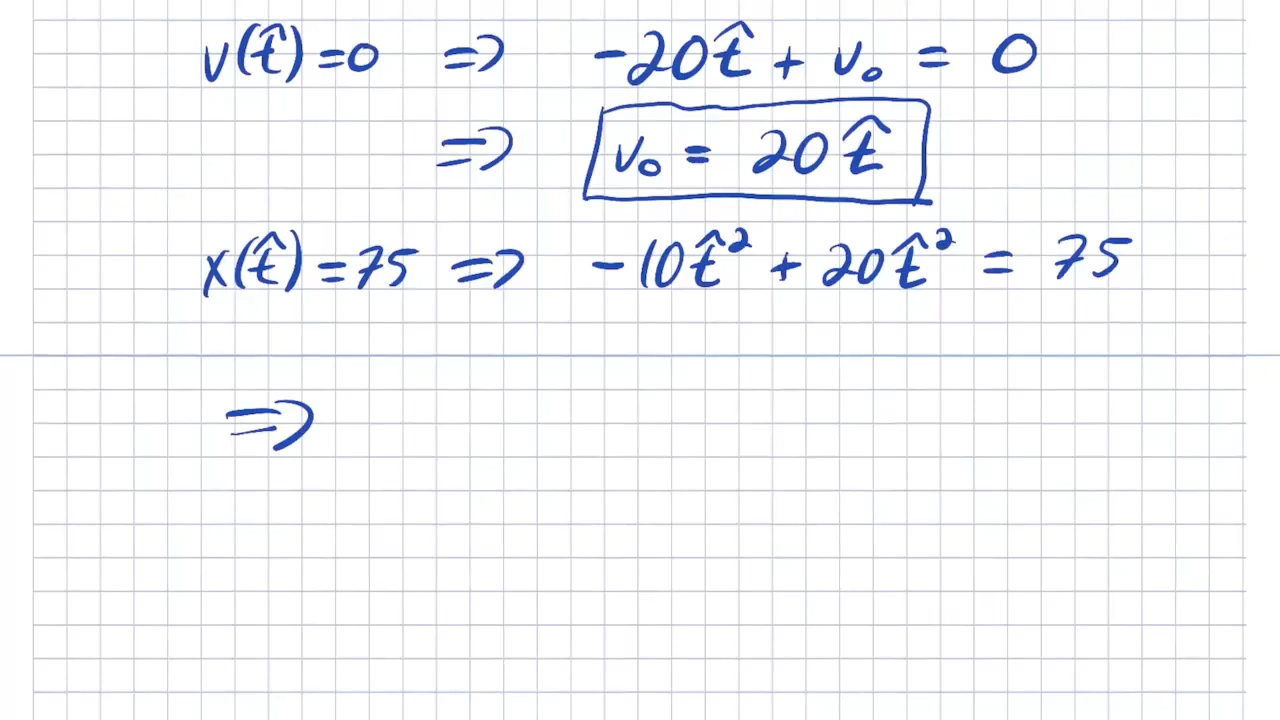 v(t̂)=0 => -20t̂ + v₀ = 0
=> v₀ = 20t̂
x(t̂)=75 => -10t̂² + 20t̂² = 75
=>